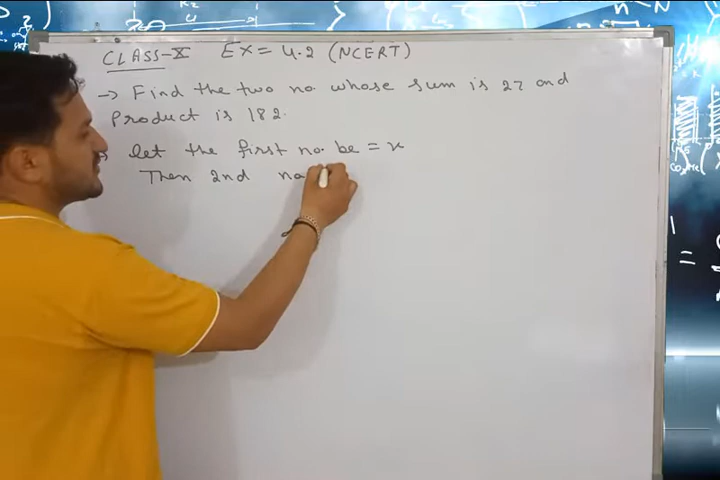 CLASS-X Ex = 4.2 (NCERT)
→ Find the two no. whose sum is 27 and
Product is 182.
→ let the first no. be = x
Then 2nd no